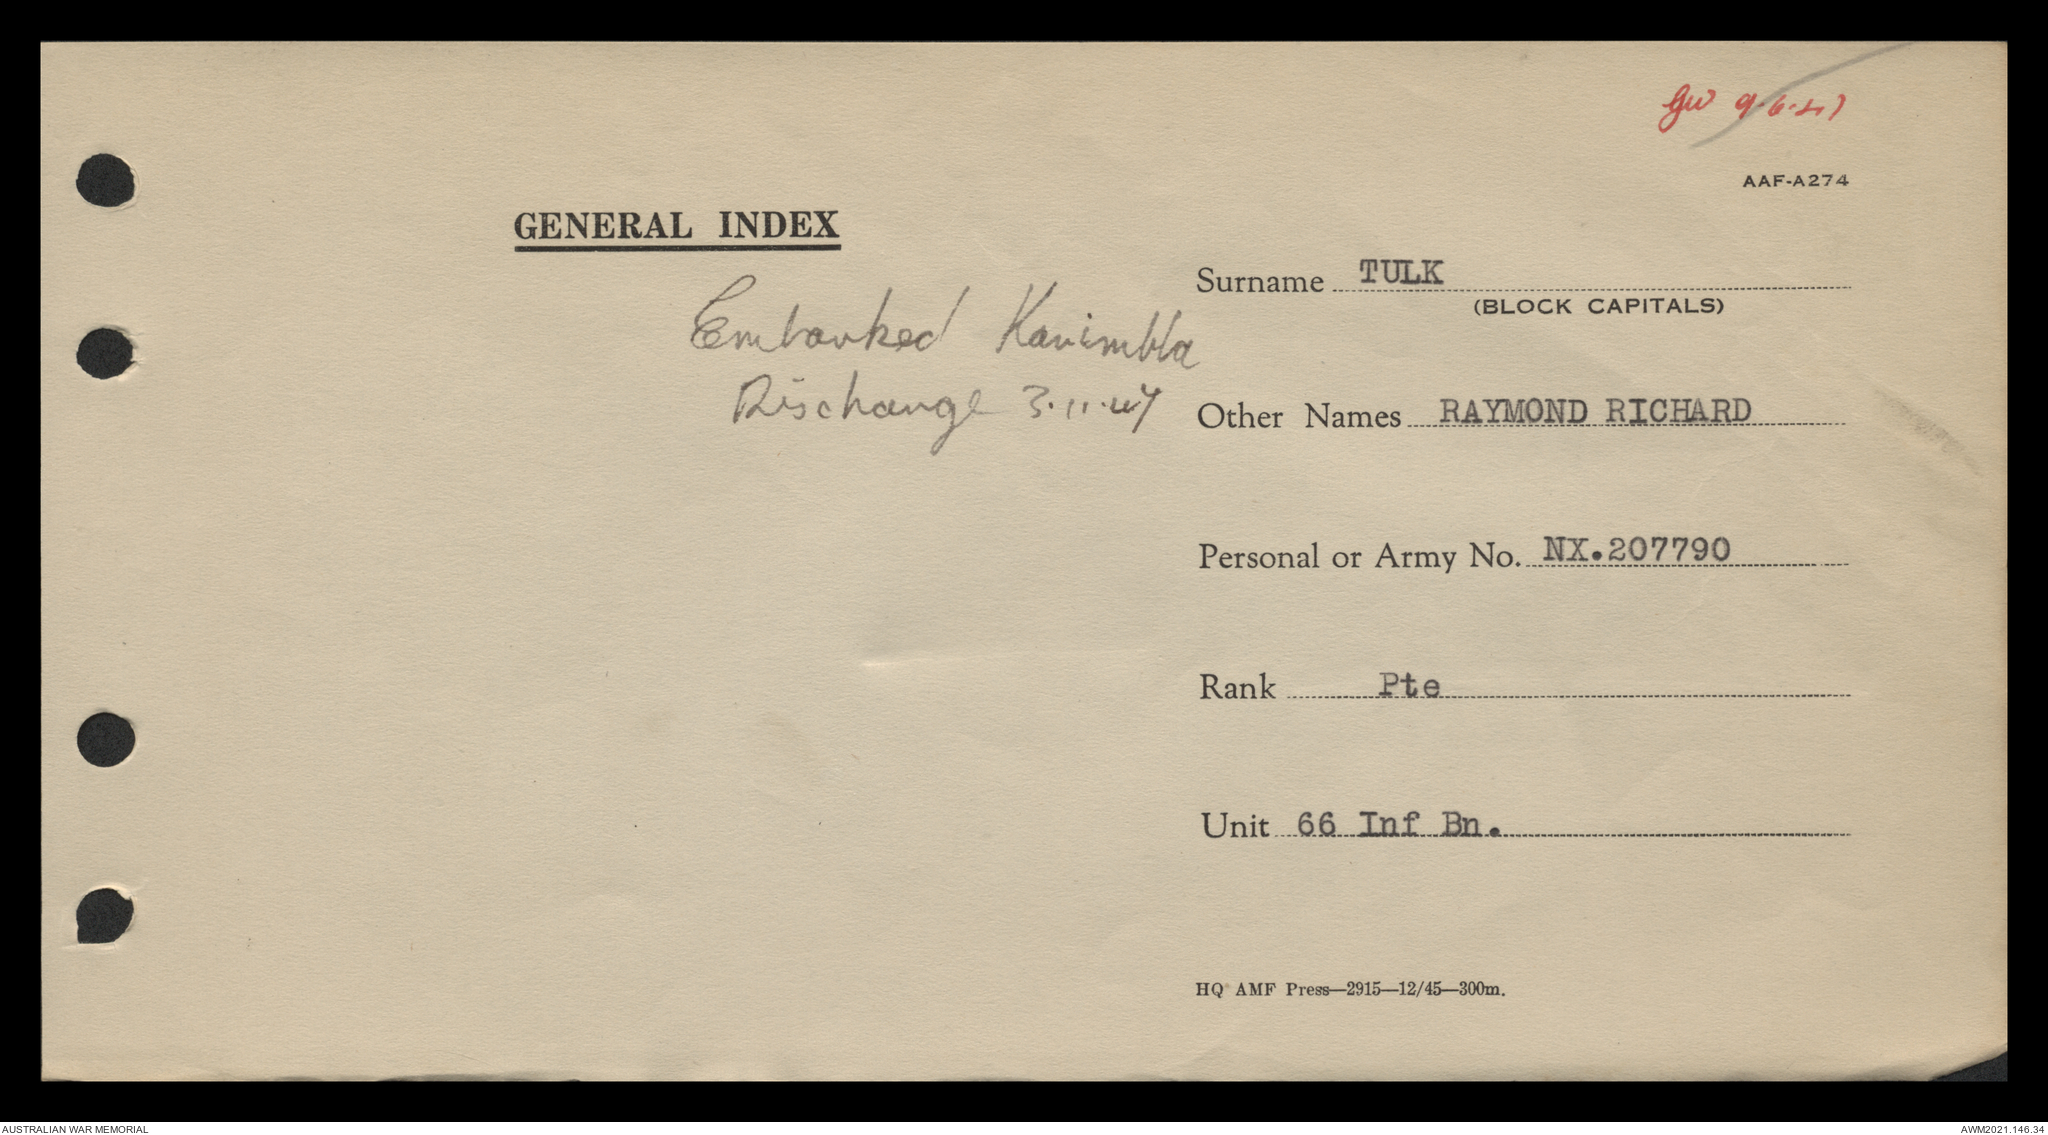 Gw 9.6.47
AAF-A274
GENERAL INDEX
Embarked Kanimbla
Discharge 3.11.47
Surname TULK
(BLOCK CAPITALS)
Other Names RAYMOND RICHARD
Personal or Army No. NX.207790
Rank Pte
Unit 66 Inf Bn.
HQ AMF Press—2915—12/45—300m.
AUSTRALIAN WAR MEMORIAL
AWM2021.146.34